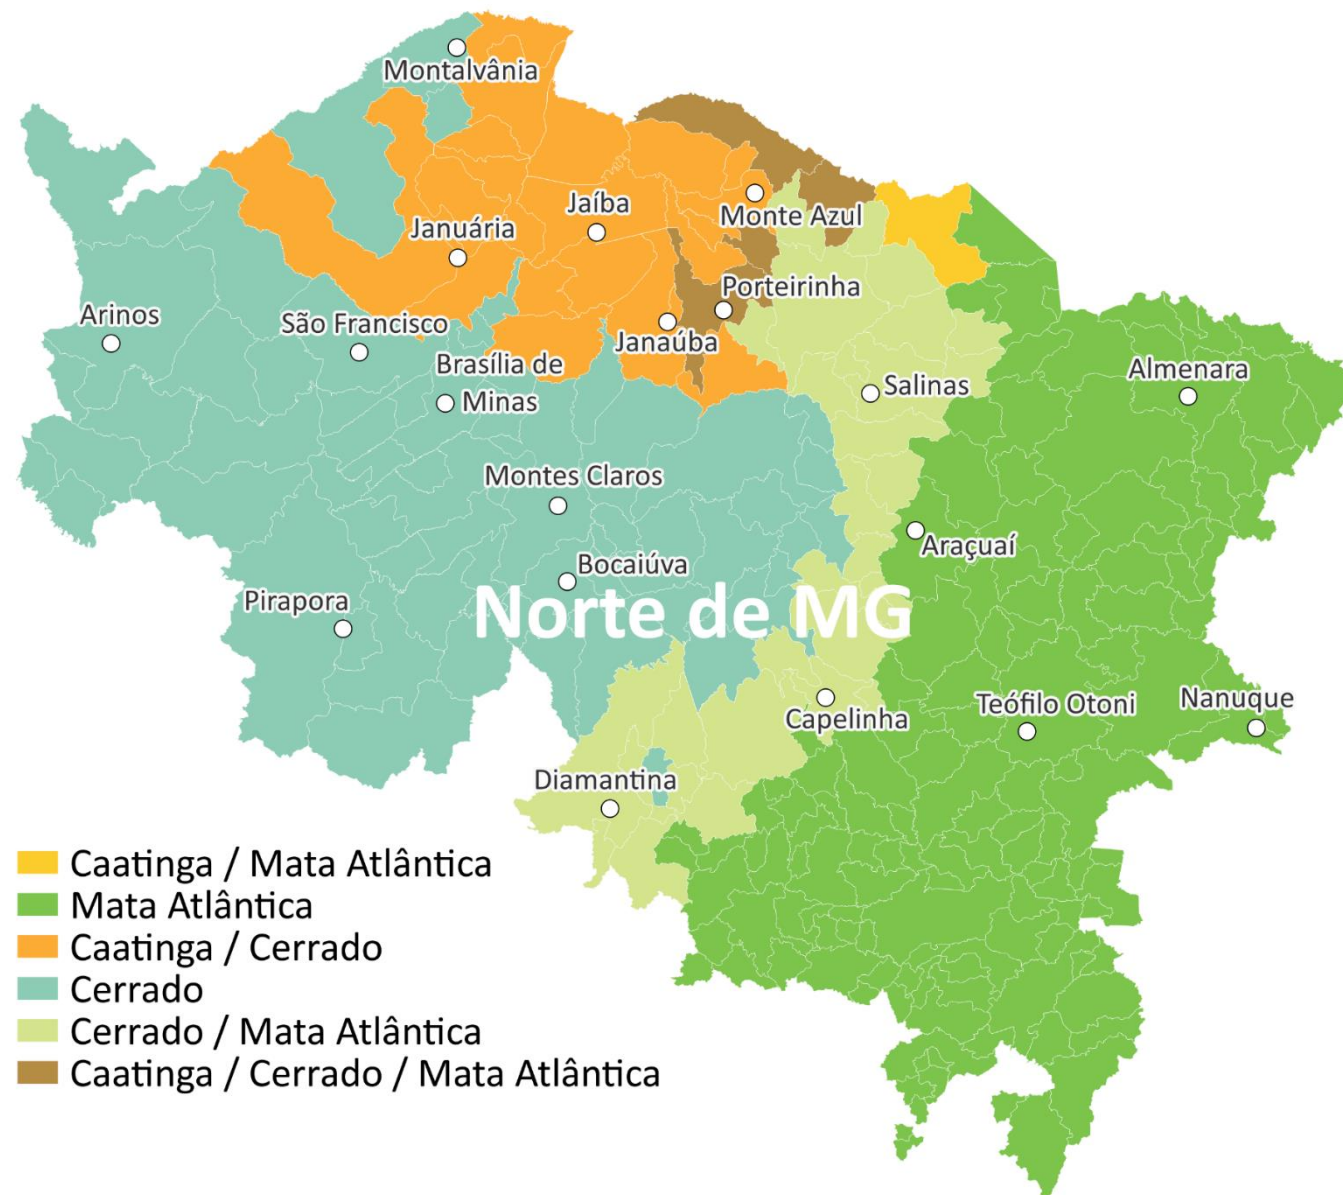 Montalvânia
Jaíba
Monte Azul
Januária
Porteirinha
Arinos
São Francisco
Janaúba
Brasília de
Minas
Salinas
Almenara
Montes Claros
Araçuaí
Bocaiúva
Pirapora
Norte de MG
Capelinha
Teófilo Otoni
Nanuque
Diamantina
Caatinga / Mata Atlântica
Mata Atlântica
Caatinga / Cerrado
Cerrado
Cerrado / Mata Atlântica
Caatinga / Cerrado / Mata Atlântica